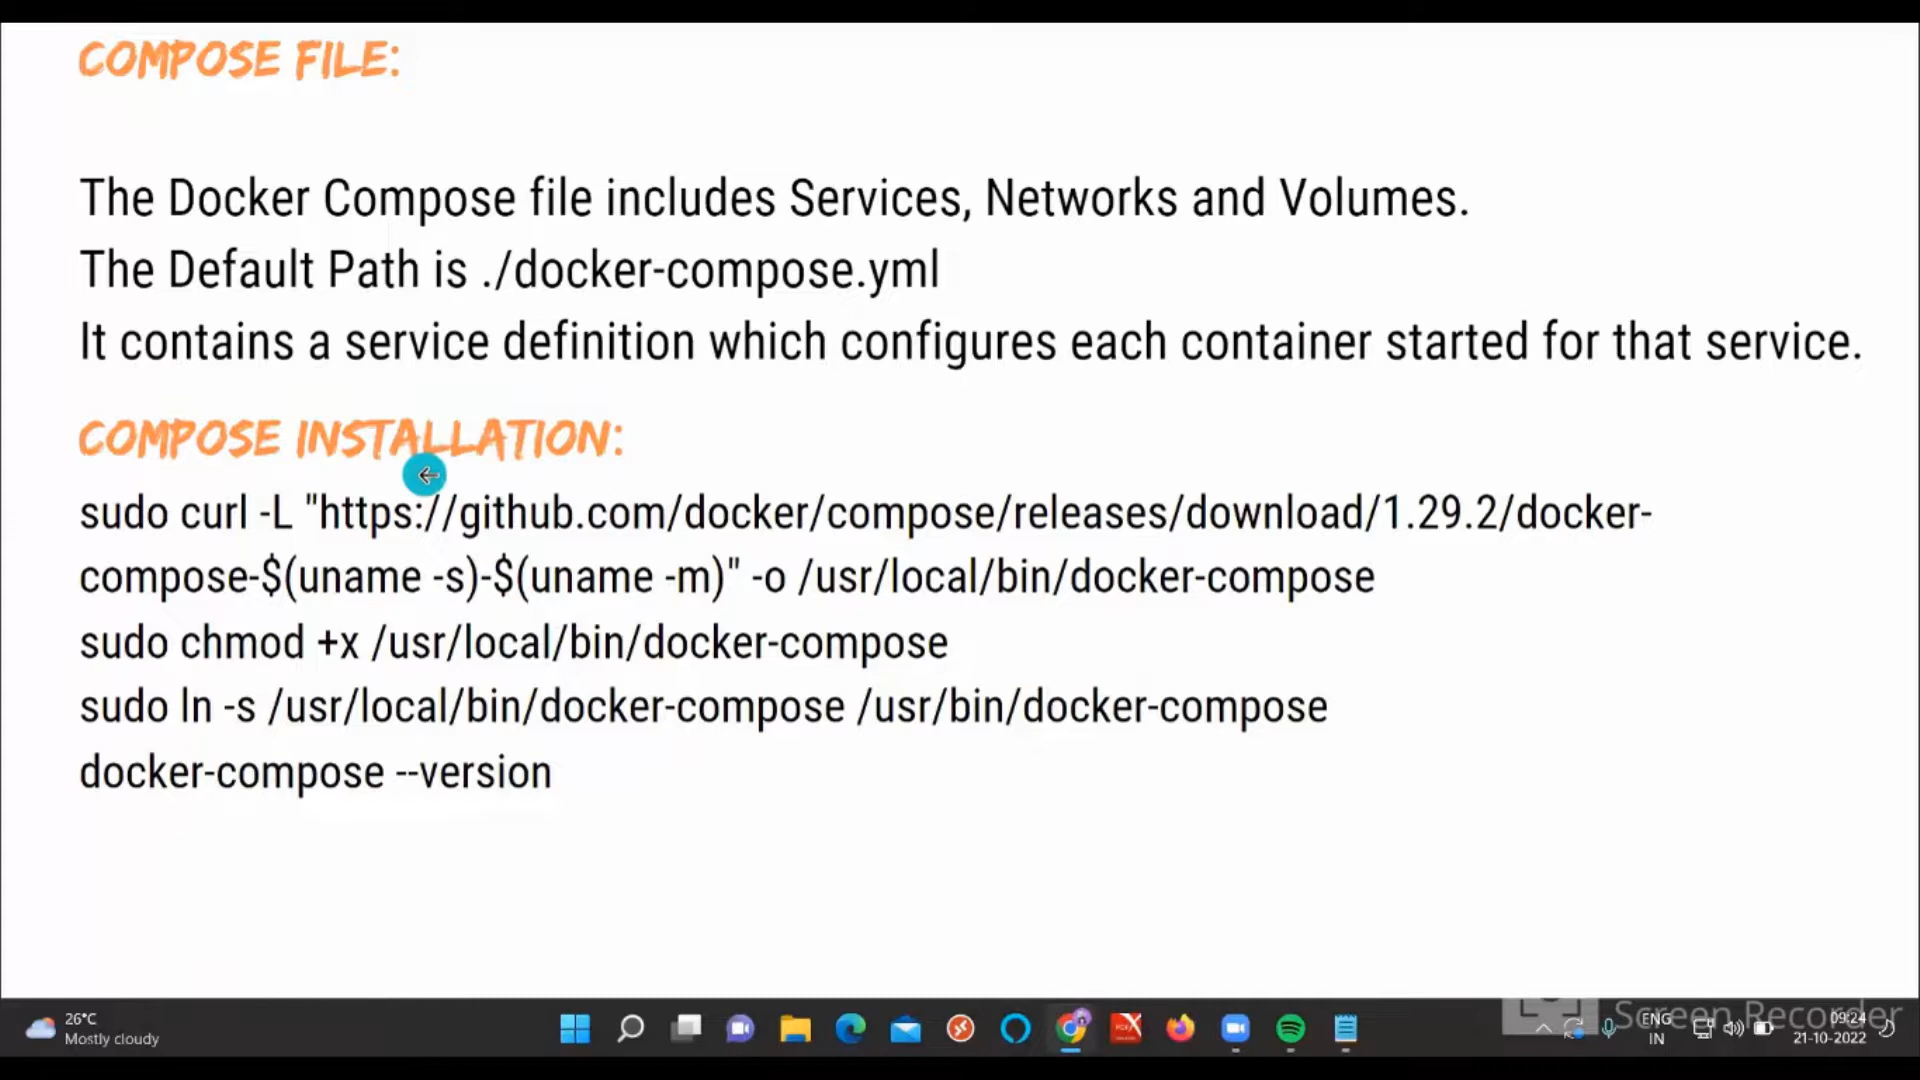 COMPOSE FILE:
The Docker Compose file includes Services, Networks and Volumes.
The Default Path is ./docker-compose.yml
It contains a service definition which configures each container started for that service.
COMPOSE INSTALLATION:
sudo curl -L "https://github.com/docker/compose/releases/download/1.29.2/docker-
compose-$(uname -s)-$(uname -m)" -o /usr/local/bin/docker-compose
sudo chmod +x /usr/local/bin/docker-compose
sudo ln -s /usr/local/bin/docker-compose /usr/bin/docker-compose
docker-compose --version
26°C
Mostly cloudy
Screen Recorder
ENG
IN
09:24
21-10-2022